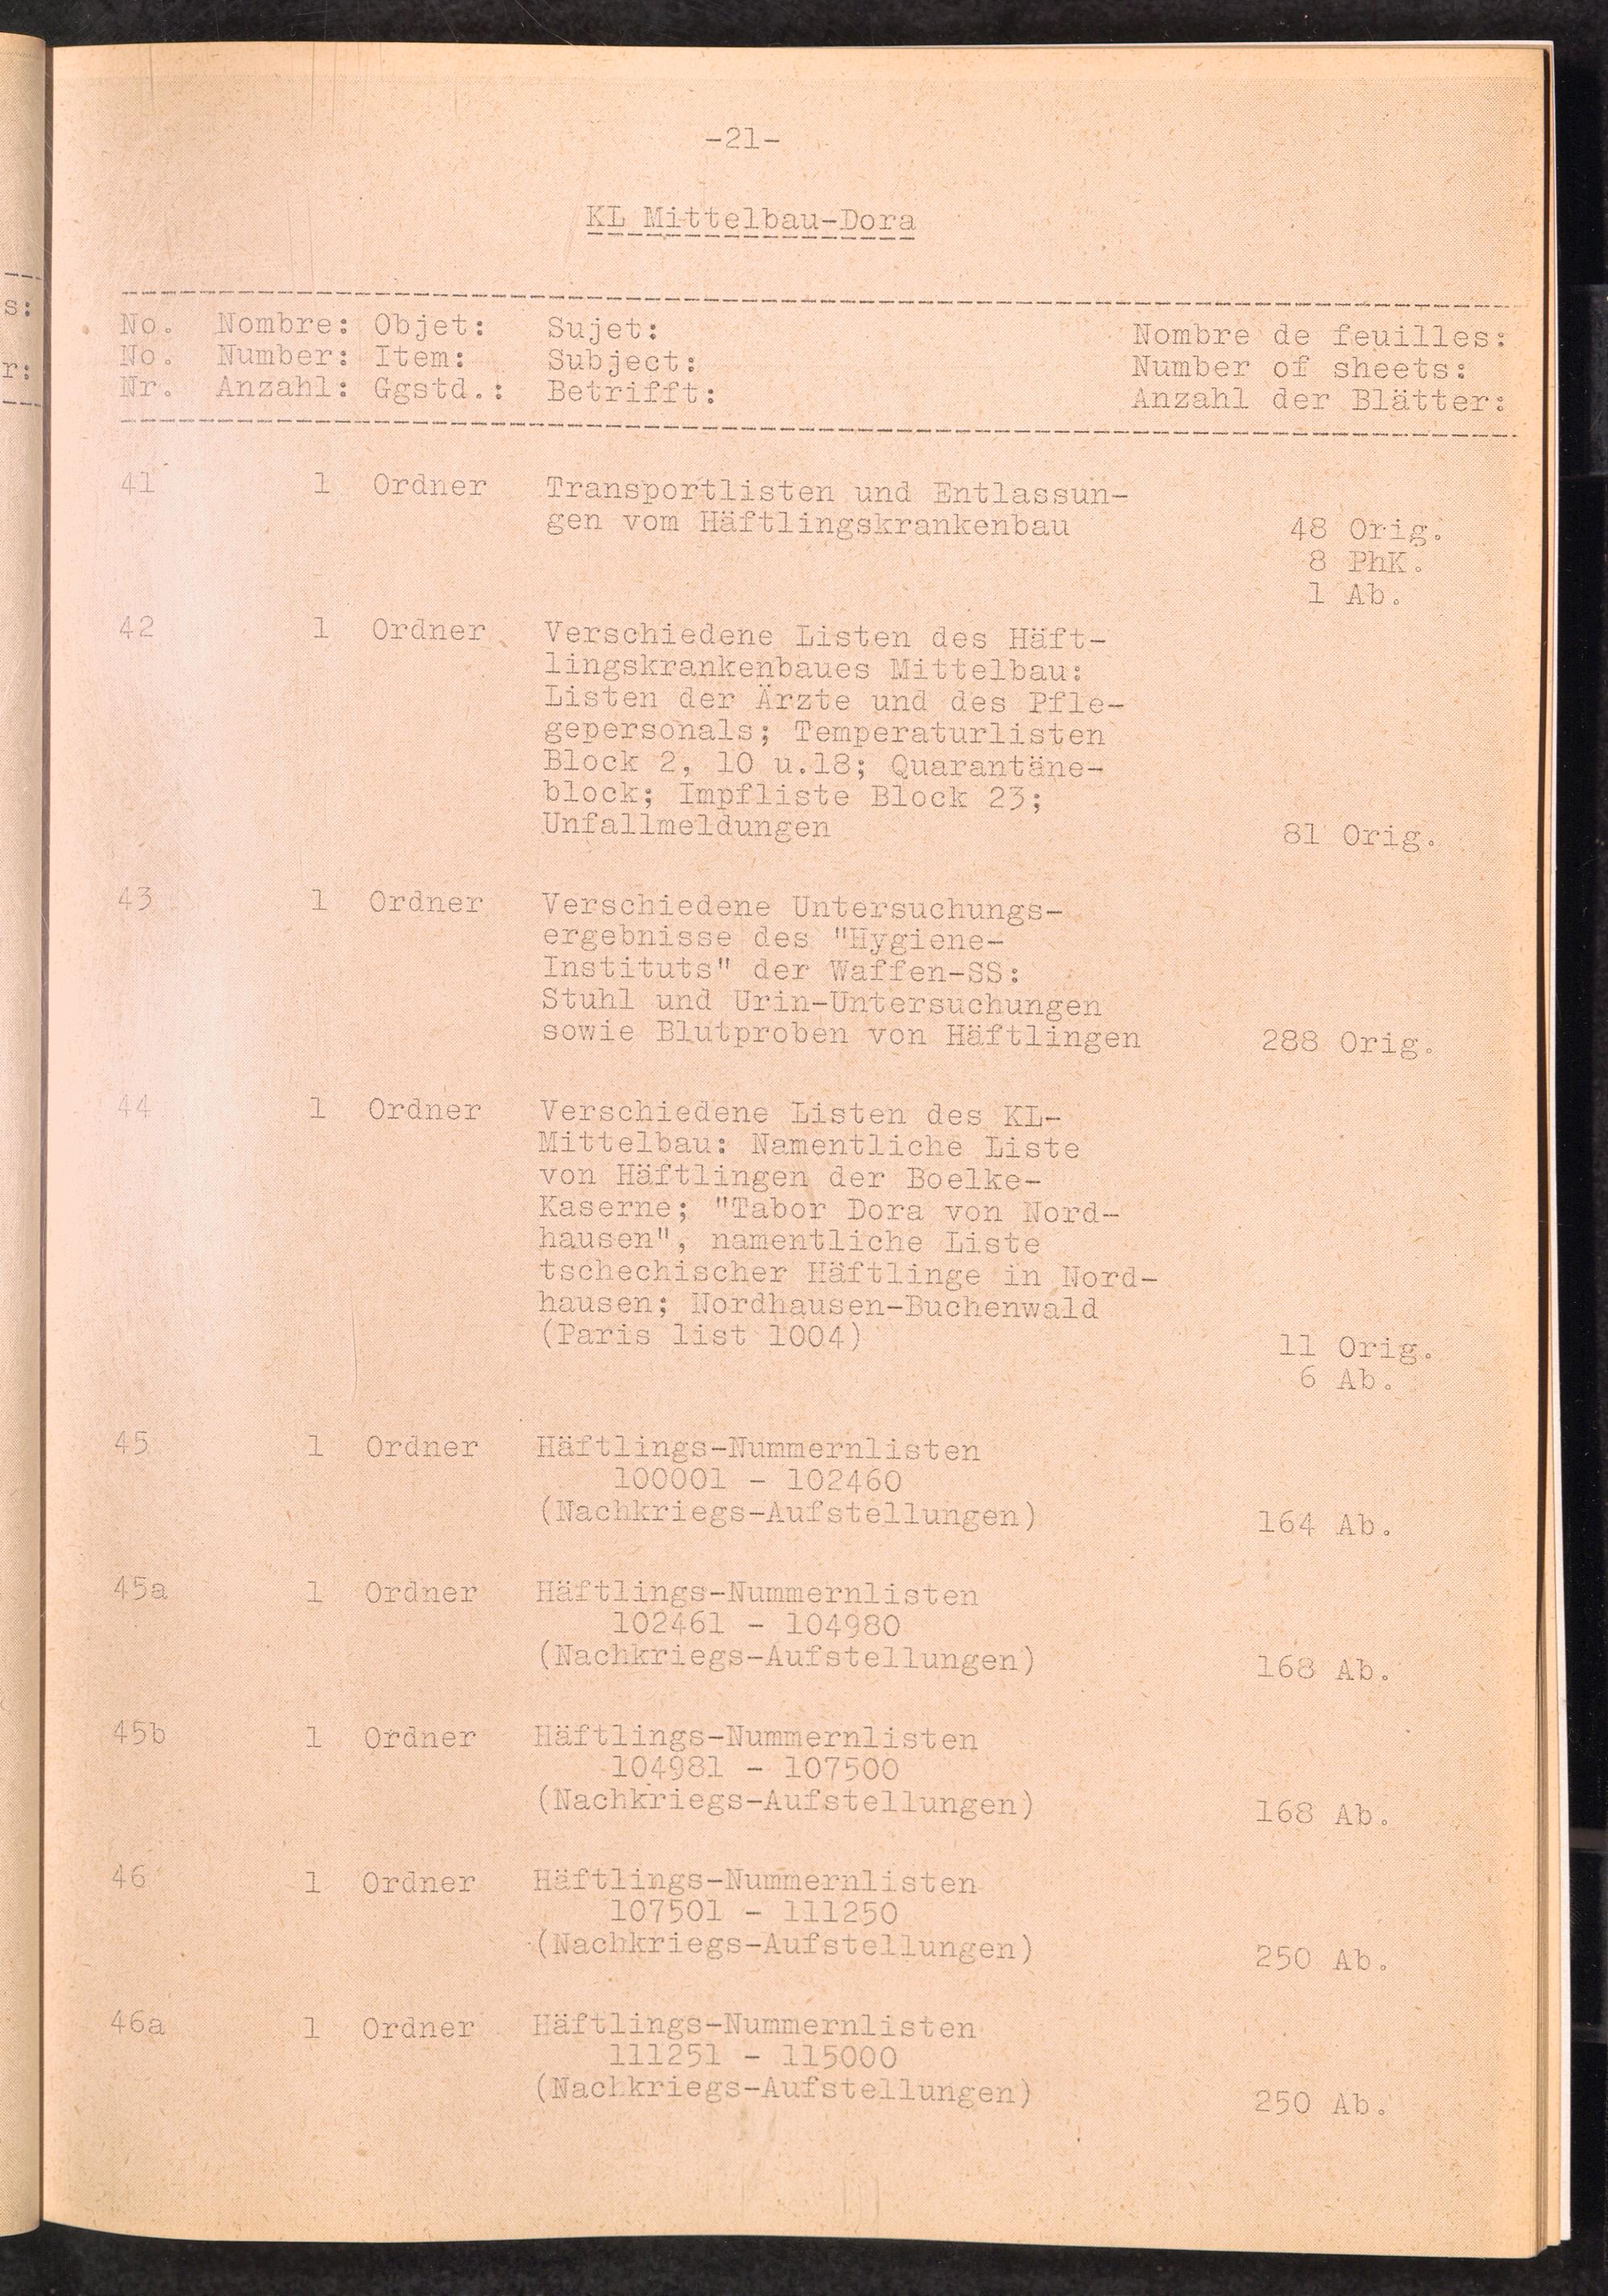 -21-
KL Mittelbau-Dora
No. Nombre: Objet: Sujet: Nombre de feuilles:
No. Number: Item: Subject: Number of sheets:
Nr. Anzahl: Ggstd.: Betrifft: Anzahl der Blätter:
41 1 Ordner Transportlisten und Entlassun-
gen vom Häftlingskrankenbau 48 Orig.
8 PhK.
1 Ab.
42 1 Ordner Verschiedene Listen des Häft-
lingskrankenbaues Mittelbau:
Listen der Ärzte und des Pfle-
gepersonals; Temperaturlisten
Block 2, 10 u.18; Quarantäne-
block; Impfliste Block 23;
Unfallmeldungen 81 Orig.
43 1 Ordner Verschiedene Untersuchungs-
ergebnisse des "Hygiene-
Instituts" der Waffen-SS:
Stuhl und Urin-Untersuchungen
sowie Blutproben von Häftlingen 288 Orig.
44 1 Ordner Verschiedene Listen des KL-
Mittelbau: Namentliche Liste
von Häftlingen der Boelke-
Kaserne; "Tabor Dora von Nord-
hausen", namentliche Liste
tschechischer Häftlinge in Nord-
hausen; Nordhausen-Buchenwald
(Paris list 1004) 11 Orig.
6 Ab.
45 1 Ordner Häftlings-Nummernlisten
100001 - 102460
(Nachkriegs-Aufstellungen) 164 Ab.
45a 1 Ordner Häftlings-Nummernlisten
102461 - 104980
(Nachkriegs-Aufstellungen) 168 Ab.
45b 1 Ordner Häftlings-Nummernlisten
104981 - 107500
(Nachkriegs-Aufstellungen) 168 Ab.
46 1 Ordner Häftlings-Nummernlisten
107501 - 111250
(Nachkriegs-Aufstellungen) 250 Ab.
46a 1 Ordner Häftlings-Nummernlisten
111251 - 115000
(Nachkriegs-Aufstellungen) 250 Ab.